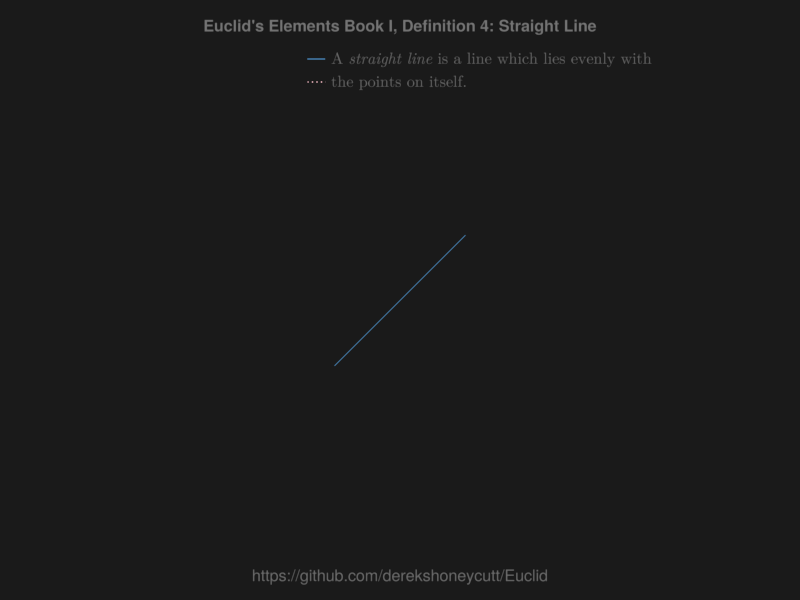 Euclid's Elements Book I, Definition 4: Straight Line
A straight line is a line which lies evenly with
the points on itself.
https://github.com/derekshoneycutt/Euclid